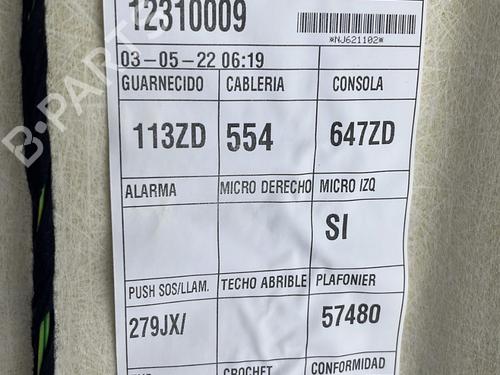 12310009
*NJ621102*
03-05-22 06:19
GUARNECIDO CABLERIA CONSOLA
113ZD 554 647ZD
ALARMA MICRO DERECHO MICRO IZQ
SI
PUSH SOS/LLAM. TECHO ABRIBLE PLAFONIER
279JX/ 57480
CROCHET CONFORMIDAD
B-PARTS